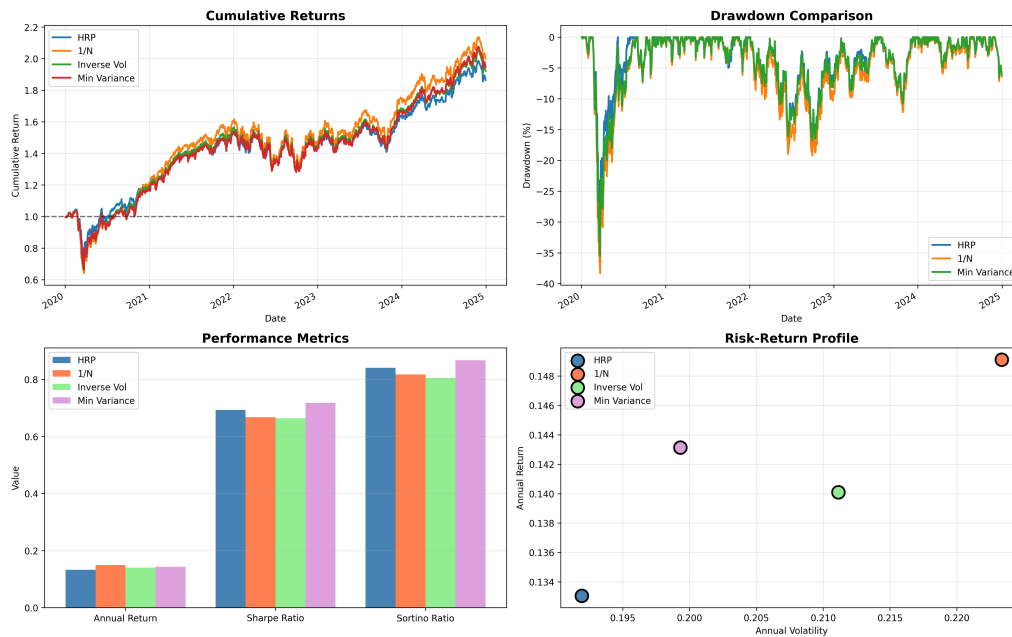 Cumulative Returns
2.2
2.0
1.8
1.6
1.4
1.2
1.0
0.8
0.6
Cumulative Return
HRP
1/N
Inverse Vol
Min Variance
2020
2021
2022
2023
2024
2025
Date
Drawdown Comparison
0
−5
−10
−15
−20
−25
−30
−35
−40
Drawdown (%)
HRP
1/N
Min Variance
2020
2021
2022
2023
2024
2025
Date
Performance Metrics
0.8
0.6
0.4
0.2
0.0
Value
HRP
1/N
Inverse Vol
Min Variance
Annual Return
Sharpe Ratio
Sortino Ratio
Risk-Return Profile
0.148
0.146
0.144
0.142
0.140
0.138
0.136
0.134
Annual Return
HRP
1/N
Inverse Vol
Min Variance
0.195
0.200
0.205
0.210
0.215
0.220
Annual Volatility